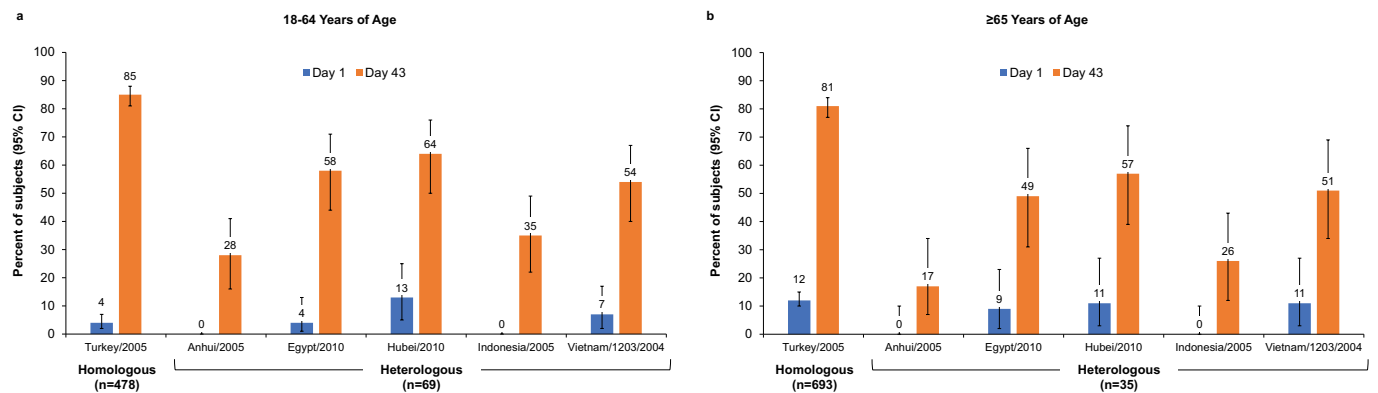 a
18-64 Years of Age
Percent of subjects (95% CI)
100
90
80
70
60
50
40
30
20
10
0
Day 1 Day 43
4 85
0 28
4 58
13 64
0 35
7 54
Turkey/2005 Anhui/2005 Egypt/2010 Hubei/2010 Indonesia/2005 Vietnam/1203/2004
Homologous Heterologous
(n=478) (n=69)
b
≥65 Years of Age
Percent of subjects (95% CI)
100
90
80
70
60
50
40
30
20
10
0
Day 1 Day 43
12 81
0 17
9 49
11 57
0 26
11 51
Turkey/2005 Anhui/2005 Egypt/2010 Hubei/2010 Indonesia/2005 Vietnam/1203/2004
Homologous Heterologous
(n=693) (n=35)